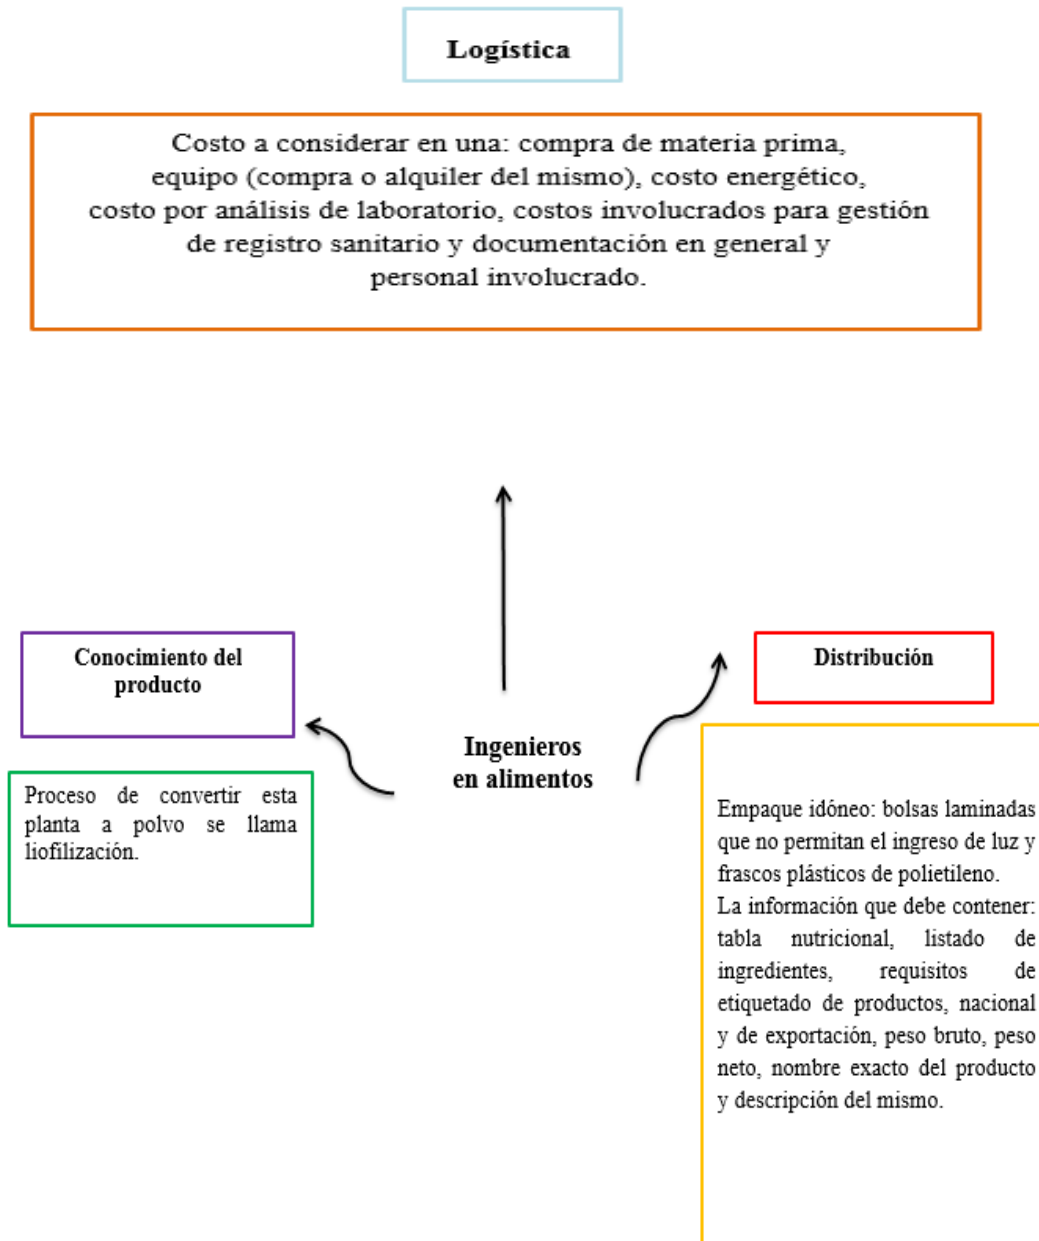 Logística
Costo a considerar en una: compra de materia prima,
equipo (compra o alquiler del mismo), costo energético,
costo por análisis de laboratorio, costos involucrados para gestión
de registro sanitario y documentación en general y
personal involucrado.
Conocimiento del
producto
Proceso de convertir esta
planta a polvo se llama
liofilización.
Ingenieros
en alimentos
Distribución
Empaque idóneo: bolsas laminadas
que no permitan el ingreso de luz y
frascos plásticos de polietileno.
La información que debe contener:
tabla nutricional, listado de
ingredientes, requisitos de
etiquetado de productos, nacional
y de exportación, peso bruto, peso
neto, nombre exacto del producto
y descripción del mismo.